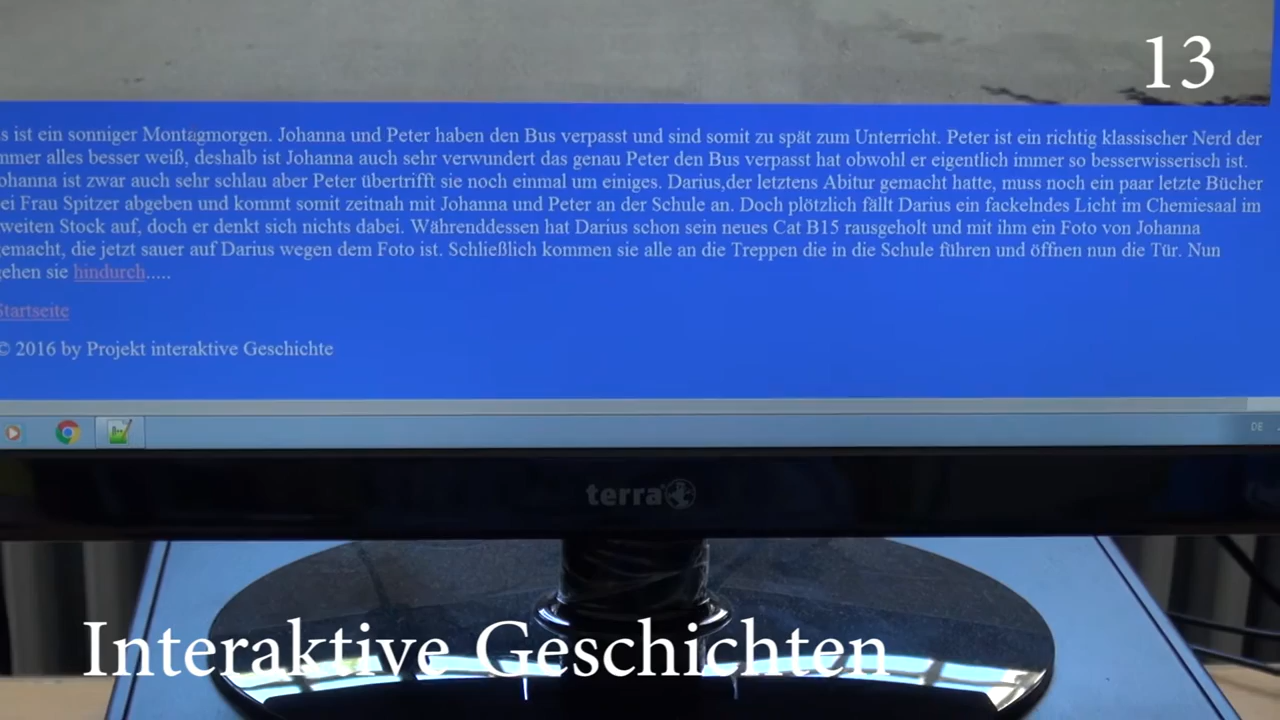 13
s ist ein sonniger Montagmorgen. Johanna und Peter haben den Bus verpasst und sind somit zu spät zum Unterricht. Peter ist ein richtig klassischer Nerd der
mmer alles besser weiß, deshalb ist Johanna auch sehr verwundert das genau Peter den Bus verpasst hat obwohl er eigentlich immer so besserwisserisch ist.
ohanna ist zwar auch sehr schlau aber Peter übertrifft sie noch einmal um einiges. Darius,der letztens Abitur gemacht hatte, muss noch ein paar letzte Bücher
ei Frau Spitzer abgeben und kommt somit zeitnah mit Johanna und Peter an der Schule an. Doch plötzlich fällt Darius ein fackelndes Licht im Chemiesaal im
weiten Stock auf, doch er denkt sich nichts dabei. Währenddessen hat Darius schon sein neues Cat B15 rausgeholt und mit ihm ein Foto von Johanna
gemacht, die jetzt sauer auf Darius wegen dem Foto ist. Schließlich kommen sie alle an die Treppen die in die Schule führen und öffnen nun die Tür. Nun
gehen sie hindurch.....
Startseite
© 2016 by Projekt interaktive Geschichte
DE
terra
Interaktive Geschichten